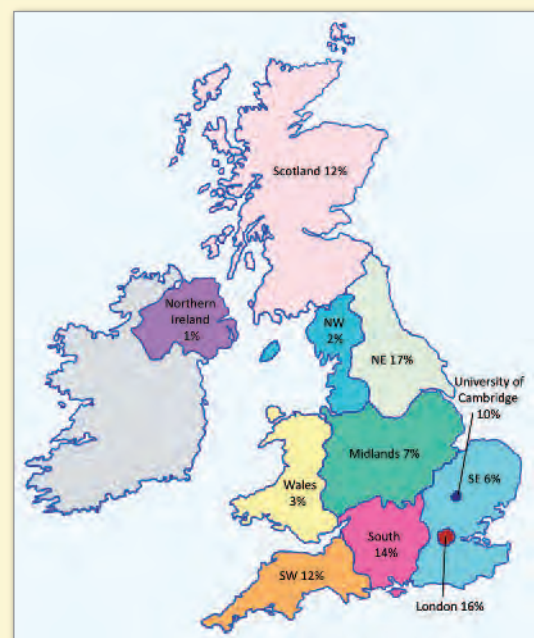 Scotland 12%
Northern
Ireland
1%
NW
2%
NE 17%
University of
Cambridge
10%
Midlands 7%
SE 6%
Wales
3%
South
14%
SW 12%
London 16%